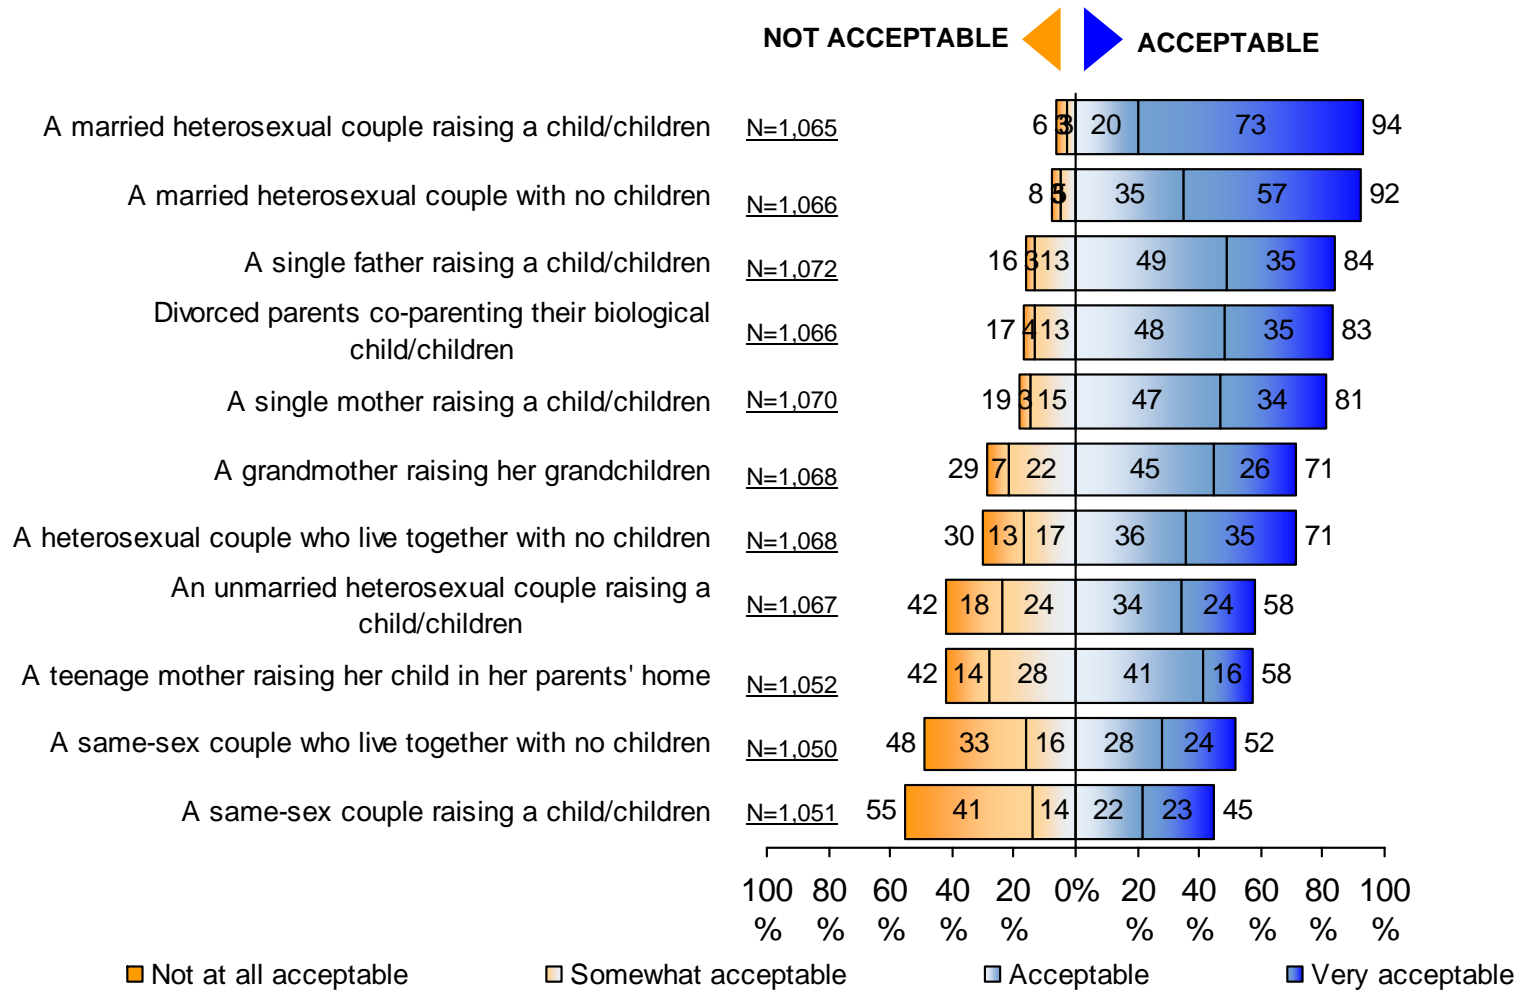 NOT ACCEPTABLE ACCEPTABLE
A married heterosexual couple raising a child/children N=1,065 6 3 3 20 73 94
A married heterosexual couple with no children N=1,066 8 5 35 57 92
A single father raising a child/children N=1,072 16 3 13 49 35 84
Divorced parents co-parenting their biological
child/children N=1,066 17 4 13 48 35 83
A single mother raising a child/children N=1,070 19 3 15 47 34 81
A grandmother raising her grandchildren N=1,068 29 7 22 45 26 71
A heterosexual couple who live together with no children N=1,068 30 13 17 36 35 71
An unmarried heterosexual couple raising a
child/children N=1,067 42 18 24 34 24 58
A teenage mother raising her child in her parents' home N=1,052 42 14 28 41 16 58
A same-sex couple who live together with no children N=1,050 48 33 16 28 24 52
A same-sex couple raising a child/children N=1,051 55 41 14 22 23 45
100 80 60 40 20 0% 20 40 60 80 100
% % % % % % % % % %
Not at all acceptable Somewhat acceptable Acceptable Very acceptable